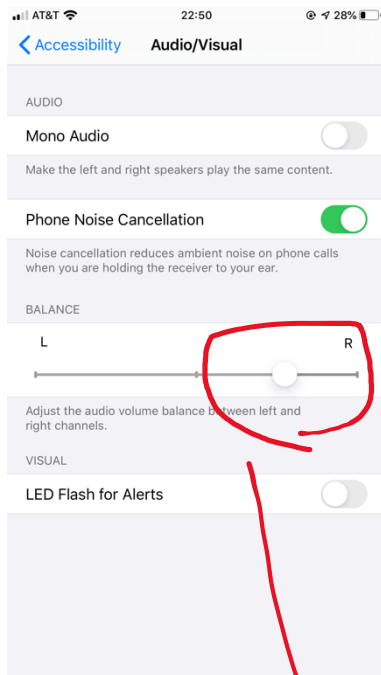 AT&T 22:50 28%
Accessibility Audio/Visual
AUDIO
Mono Audio
Make the left and right speakers play the same content.
Phone Noise Cancellation
Noise cancellation reduces ambient noise on phone calls
when you are holding the receiver to your ear.
BALANCE
L R
Adjust the audio volume balance between left and
right channels.
VISUAL
LED Flash for Alerts